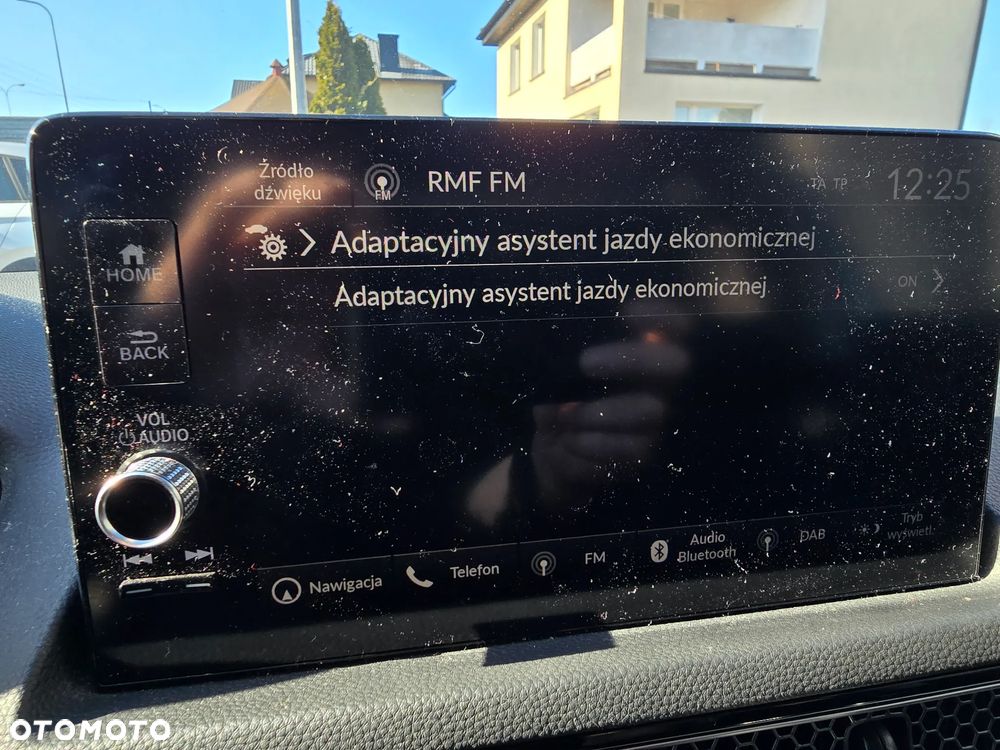 Źródło
dźwięku
FM
RMF FM
TA TP
12:25
Adaptacyjny asystent jazdy ekonomicznej
Adaptacyjny asystent jazdy ekonomicznej
ON
HOME
BACK
VOL
AUDIO
Nawigacja
Telefon
FM
Audio
Bluetooth
DAB
Tryb
wyświetl.
OTOMOTO